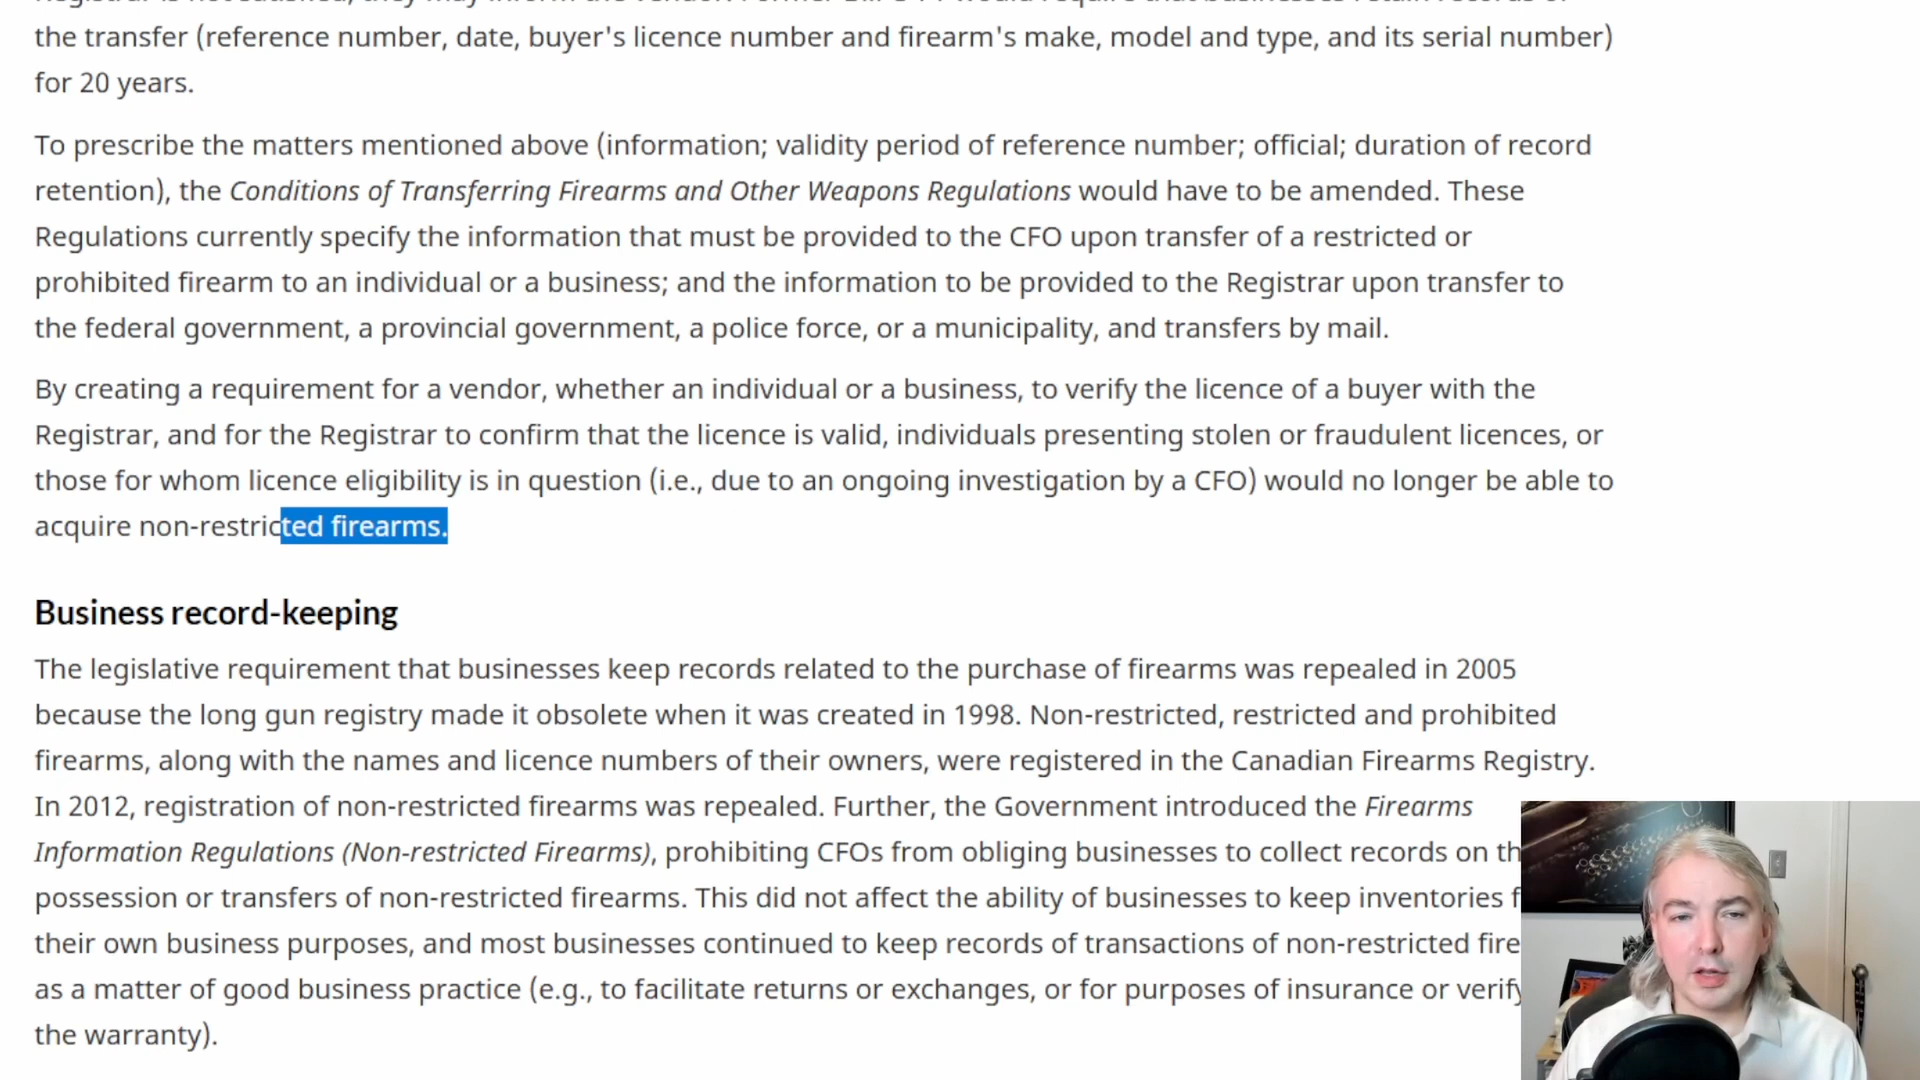 the transfer (reference number, date, buyer's licence number and firearm's make, model and type, and its serial number)
for 20 years.
To prescribe the matters mentioned above (information; validity period of reference number; official; duration of record
retention), the Conditions of Transferring Firearms and Other Weapons Regulations would have to be amended. These
Regulations currently specify the information that must be provided to the CFO upon transfer of a restricted or
prohibited firearm to an individual or a business; and the information to be provided to the Registrar upon transfer to
the federal government, a provincial government, a police force, or a municipality, and transfers by mail.
By creating a requirement for a vendor, whether an individual or a business, to verify the licence of a buyer with the
Registrar, and for the Registrar to confirm that the licence is valid, individuals presenting stolen or fraudulent licences, or
those for whom licence eligibility is in question (i.e., due to an ongoing investigation by a CFO) would no longer be able to
acquire non-restricted firearms.
Business record-keeping
The legislative requirement that businesses keep records related to the purchase of firearms was repealed in 2005
because the long gun registry made it obsolete when it was created in 1998. Non-restricted, restricted and prohibited
firearms, along with the names and licence numbers of their owners, were registered in the Canadian Firearms Registry.
In 2012, registration of non-restricted firearms was repealed. Further, the Government introduced the Firearms
Information Regulations (Non-restricted Firearms), prohibiting CFOs from obliging businesses to collect records on th
possession or transfers of non-restricted firearms. This did not affect the ability of businesses to keep inventories f
their own business purposes, and most businesses continued to keep records of transactions of non-restricted fire
as a matter of good business practice (e.g., to facilitate returns or exchanges, or for purposes of insurance or verify
the warranty).